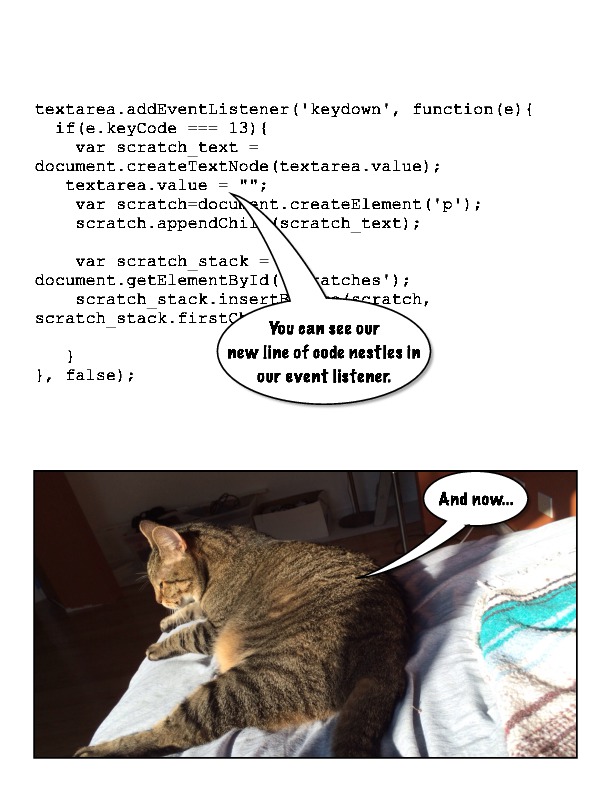 textarea.addEventListener('keydown', function(e){
if(e.keyCode === 13){
var scratch_text =
document.createTextNode(textarea.value);
textarea.value = "";
var scratch=document.createElement('p');
scratch.appendChil (scratch_text);
var scratch_stack =
document.getElementById( ratches');
scratch_stack.insertB e(scratch,
scratch_stack.firstC
}
}, false);
You can see our
new line of code nestles in
our event listener.
And now...